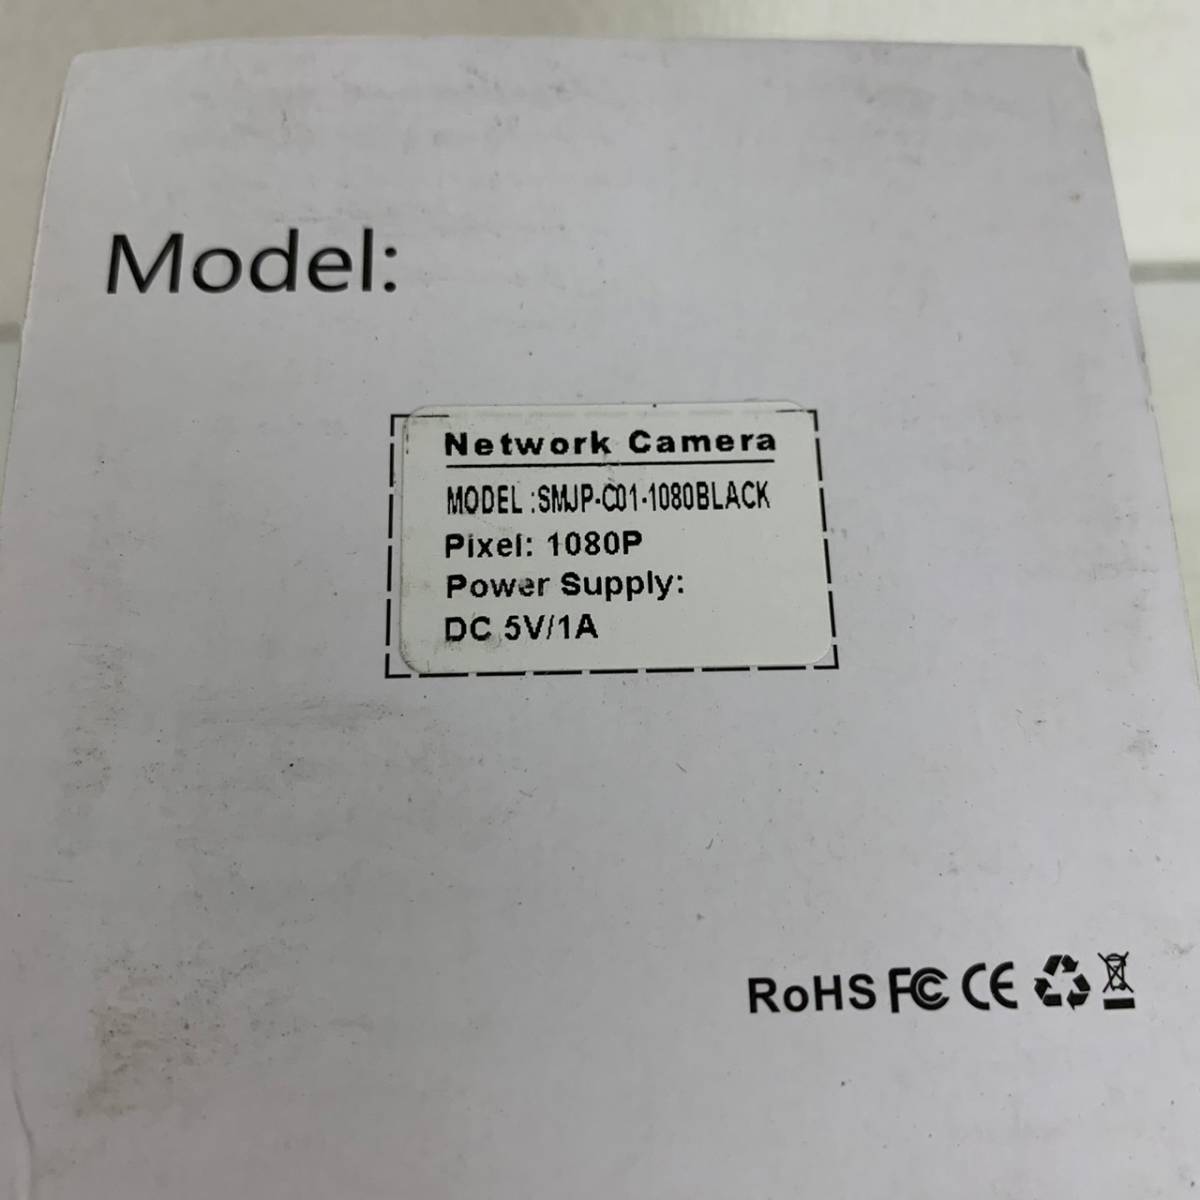 Model:
Network Camera
MODEL :SMJP-C01-1080BLACK
Pixel: 1080P
Power Supply:
DC 5V/1A
RoHS FC CE